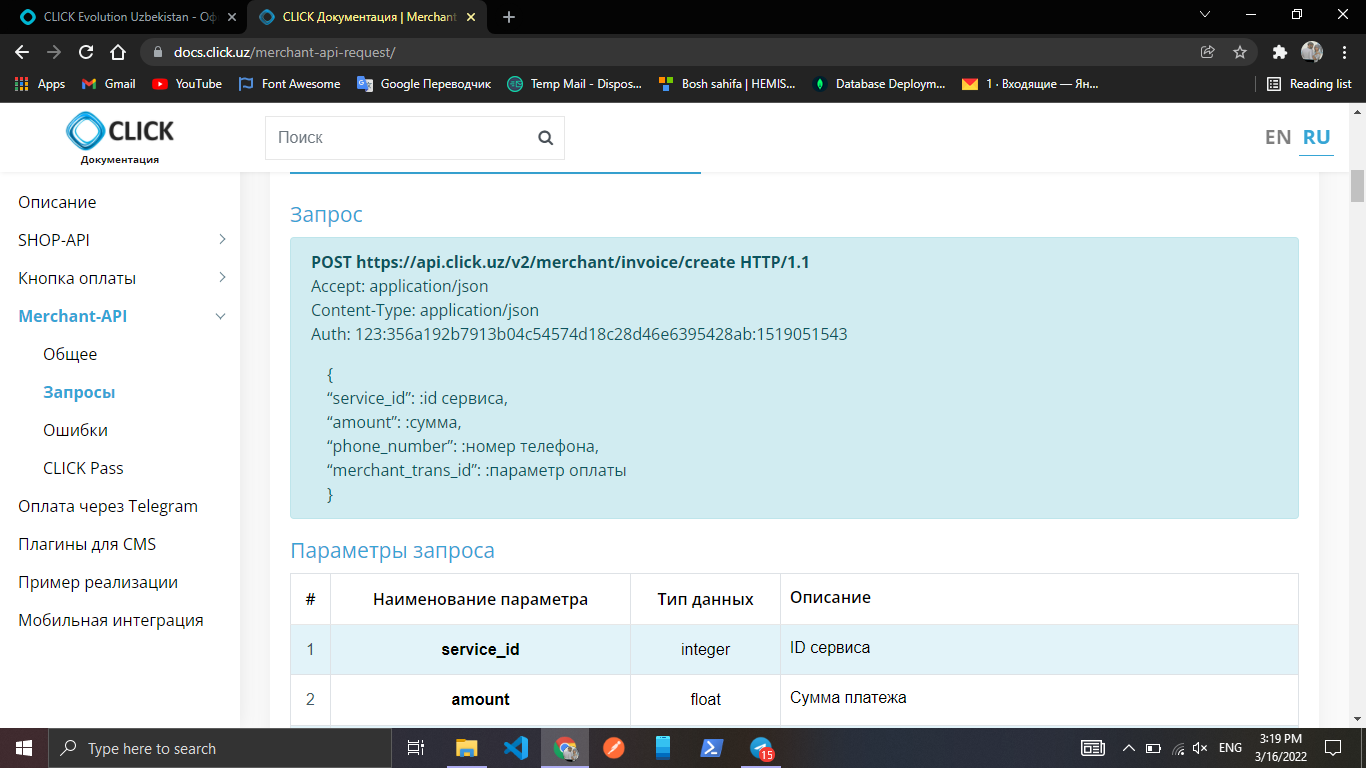 CLICK Evolution Uzbekistan - Оф
CLICK Документация | Merchant
docs.click.uz/merchant-api-request/
Apps
Gmail
YouTube
Font Awesome
Google Переводчик
Temp Mail - Dispos...
Bosh sahifa | HEMIS...
Database Deploym...
1 · Входящие — Ян...
Reading list
CLICK
Документация
Поиск
EN RU
Описание
SHOP-API
Кнопка оплаты
Merchant-API
Общее
Запросы
Ошибки
CLICK Pass
Оплата через Telegram
Плагины для CMS
Пример реализации
Мобильная интеграция
Запрос
POST https://api.click.uz/v2/merchant/invoice/create HTTP/1.1
Accept: application/json
Content-Type: application/json
Auth: 123:356a192b7913b04c54574d18c28d46e6395428ab:1519051543
{
“service_id”: :id сервиса,
“amount”: :сумма,
“phone_number”: :номер телефона,
“merchant_trans_id”: :параметр оплаты
}
Параметры запроса
# Наименование параметра Тип данных Описание
1 service_id integer ID сервиса
2 amount float Сумма платежа
Type here to search
15
ENG
3:19 PM
3/16/2022